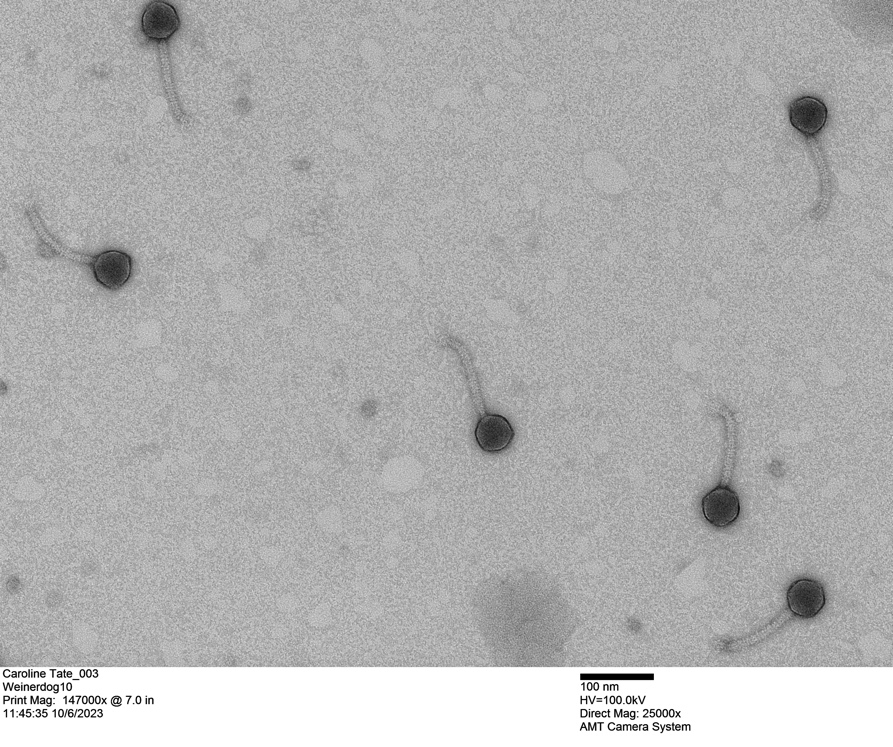 Caroline Tate_003
Weinerdog10
Print Mag:  147000x @ 7.0 in
11:45:35 10/6/2023
100 nm
HV=100.0kV
Direct Mag: 25000x
AMT Camera System